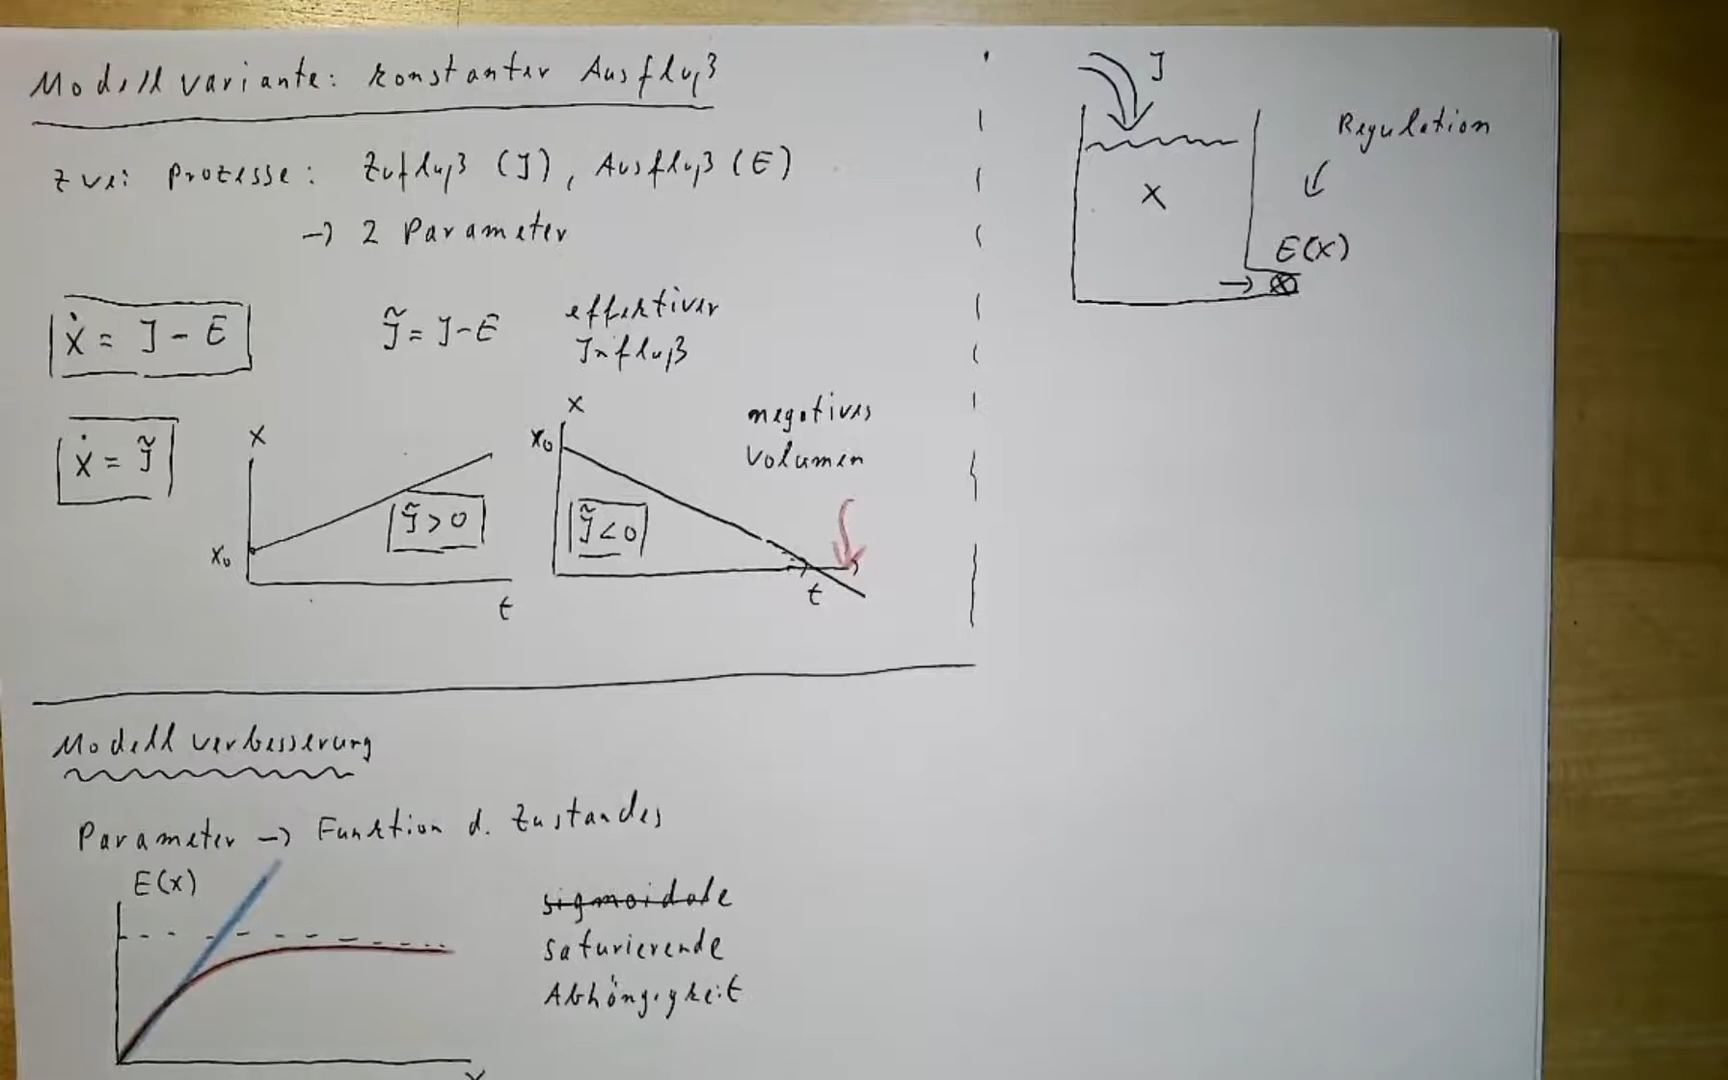 Modellvariante: konstanter Ausfluß
zwei Prozesse: Zufluß (J), Ausfluß (E)
→ 2 Parameter
ẋ = J - E
J̃ = J - E
effektiver
Influß
ẋ = J̃
x
x₀
J̃ > 0
t
x
x₀
J̃ < 0
t
negatives
Volumen
J
x
Regulation
E(x)
Modellverbesserung
Parameter → Funktion d. Zustandes
E(x)
x
sigmoidale
saturierende
Abhängigkeit